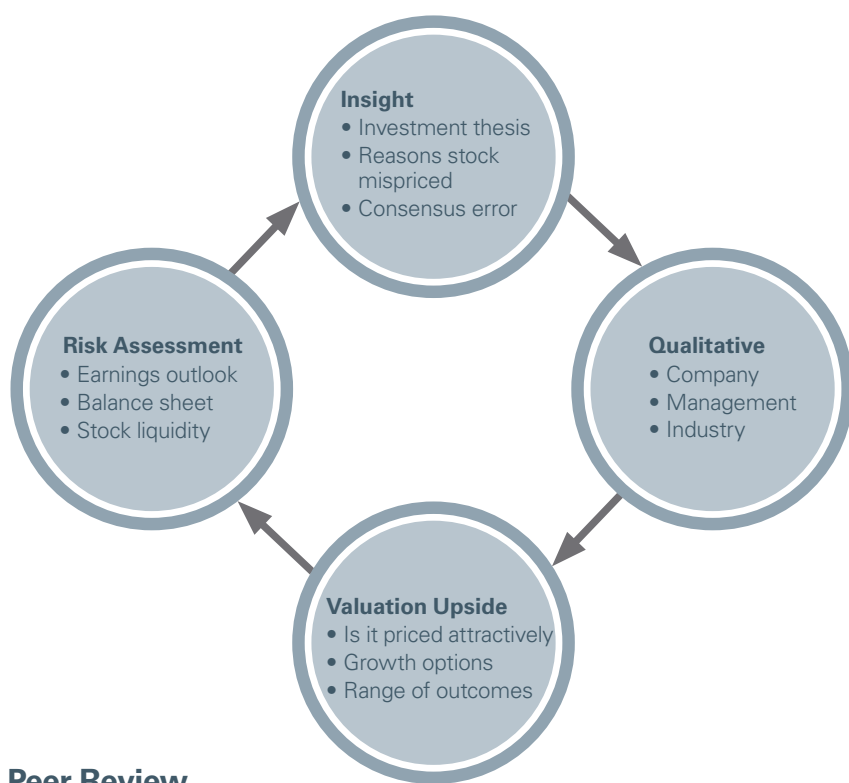 Insight
• Investment thesis
• Reasons stock
mispriced
• Consensus error
Risk Assessment
• Earnings outlook
• Balance sheet
• Stock liquidity
Qualitative
• Company
• Management
• Industry
Valuation Upside
• Is it priced attractively
• Growth options
• Range of outcomes
Peer Review